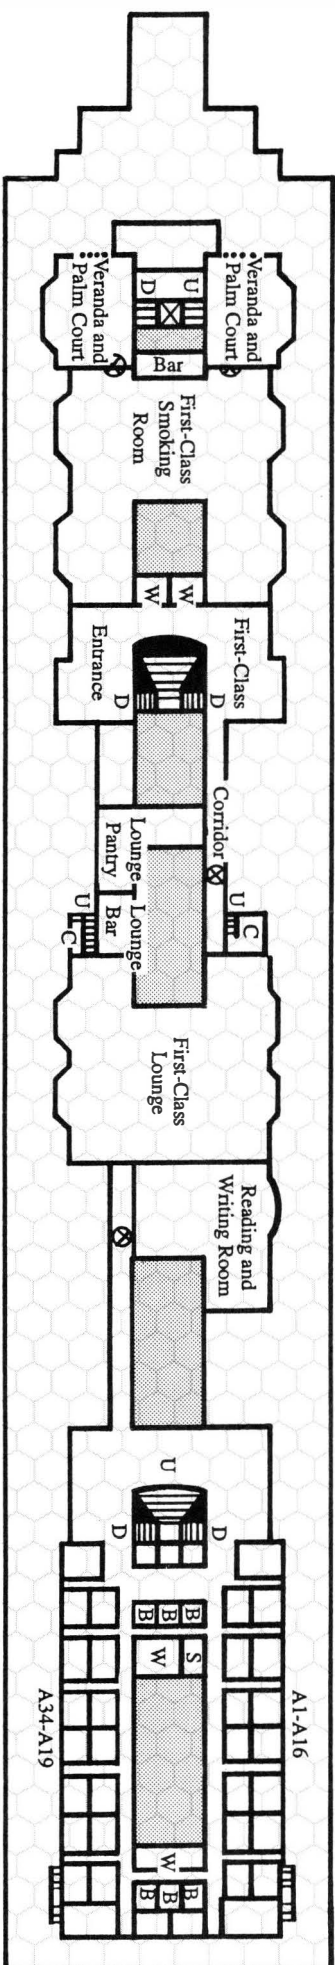 Veranda and
Palm Court
Veranda and
Palm Court
U
D
Bar
First-Class
Smoking
Room
W
W
First-Class
Entrance
D
D
Corridor
Lounge
Pantry
Lounge
Bar
U
C
U
C
First-Class
Lounge
Reading and
Writing Room
U
D
D
B
B
B
S
W
A1-A16
A34-A19
W
B
B
B